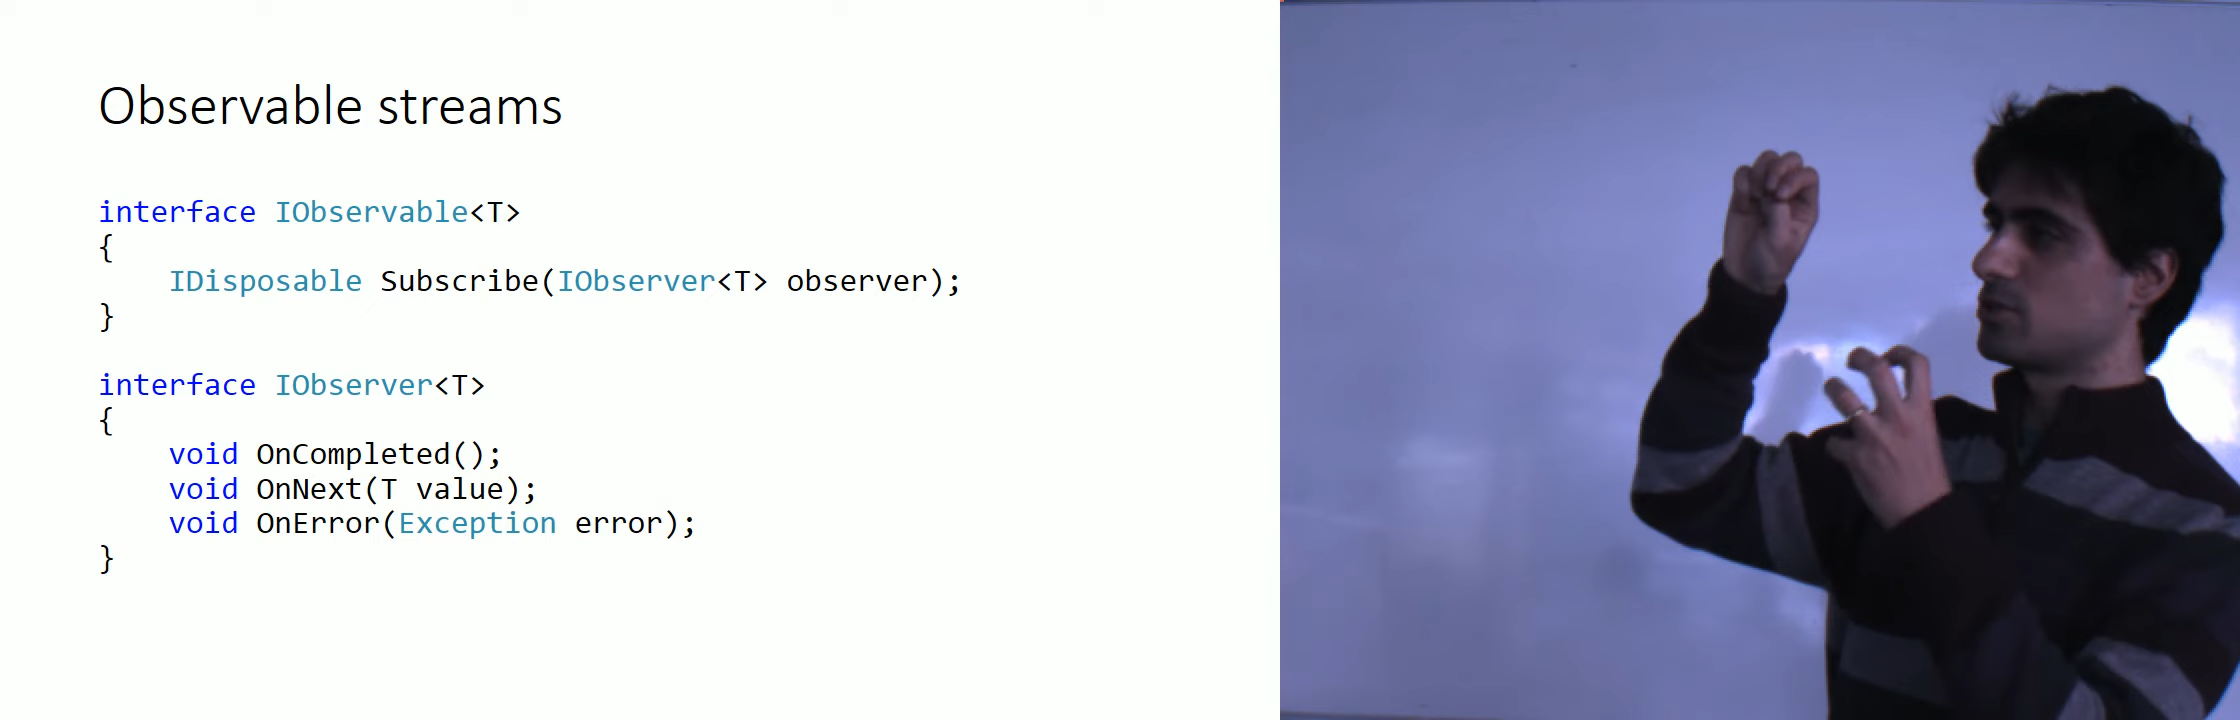 Observable streams
interface IObservable<T>
{
    IDisposable Subscribe(IObserver<T> observer);
}
interface IObserver<T>
{
    void OnCompleted();
    void OnNext(T value);
    void OnError(Exception error);
}